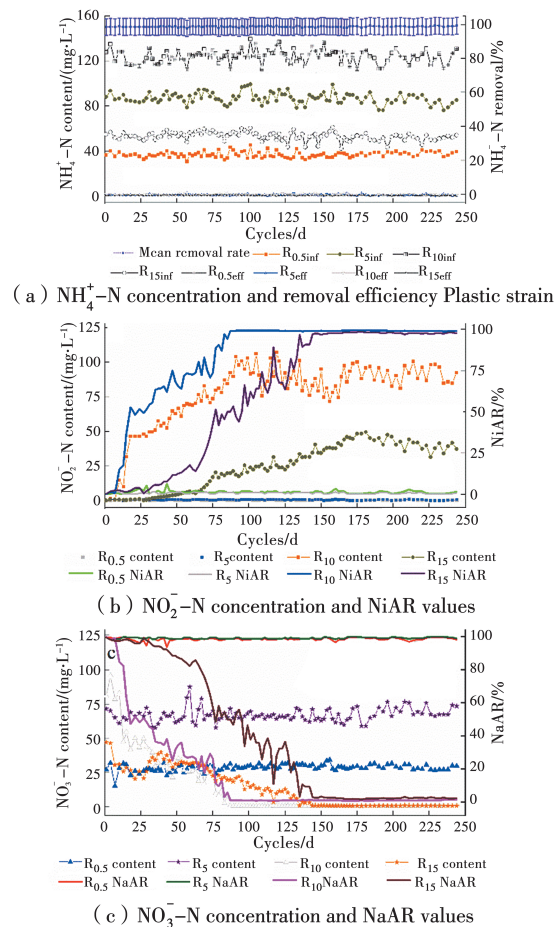 160
120
80
40
0
NH₄⁺–N content/(mg·L⁻¹)
100
80
60
40
20
0
NH₄⁻–N removal/%
0 25 50 75 100 125 150 175 200 225 250
Cycles/d
Mean removal rate R0.5inf R5inf R10inf
R15inf R0.5eff R5eff R10eff R15eff
(a) NH₄⁺–N concentration and removal efficiency Plastic strain
125
100
75
50
25
0
NO₂⁻–N content/(mg·L⁻¹)
100
75
50
25
0
NiAR/%
0 25 50 75 100 125 150 175 200 225 250
Cycles/d
R0.5 content R5content R10 content R15 content
R0.5 NiAR R5 NiAR R10 NiAR R15 NiAR
(b) NO₂⁻–N concentration and NiAR values
c
125
100
75
50
25
0
NO₃⁻–N content/(mg·L⁻¹)
100
80
60
40
20
0
NaAR/%
0 25 50 75 100 125 150 175 200 225 250
Cycles/d
R0.5 content R5 content R10 content R15 content
R0.5 NaAR R5 NaAR R10NaAR R15 NaAR
(c) NO₃⁻–N concentration and NaAR values